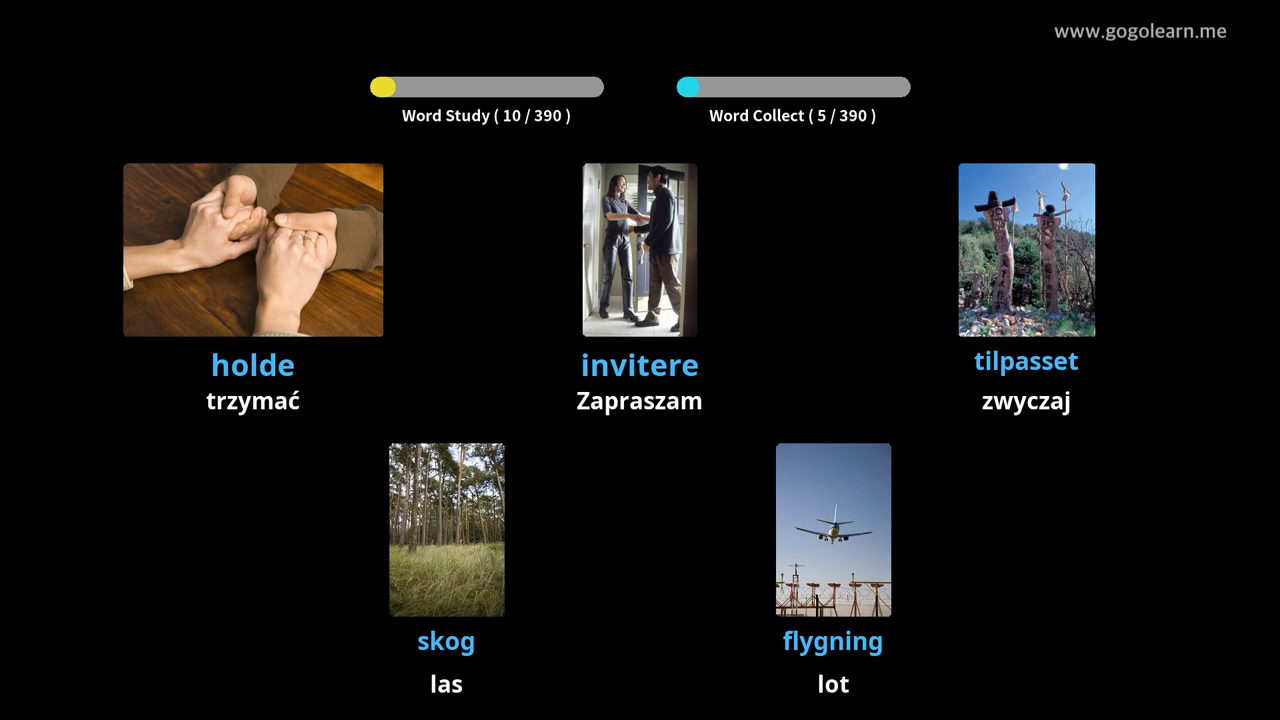 www.gogolearn.me
Word Study ( 10 / 390 )
Word Collect ( 5 / 390 )
holde
trzymać
invitere
Zapraszam
tilpasset
zwyczaj
skog
las
flygning
lot